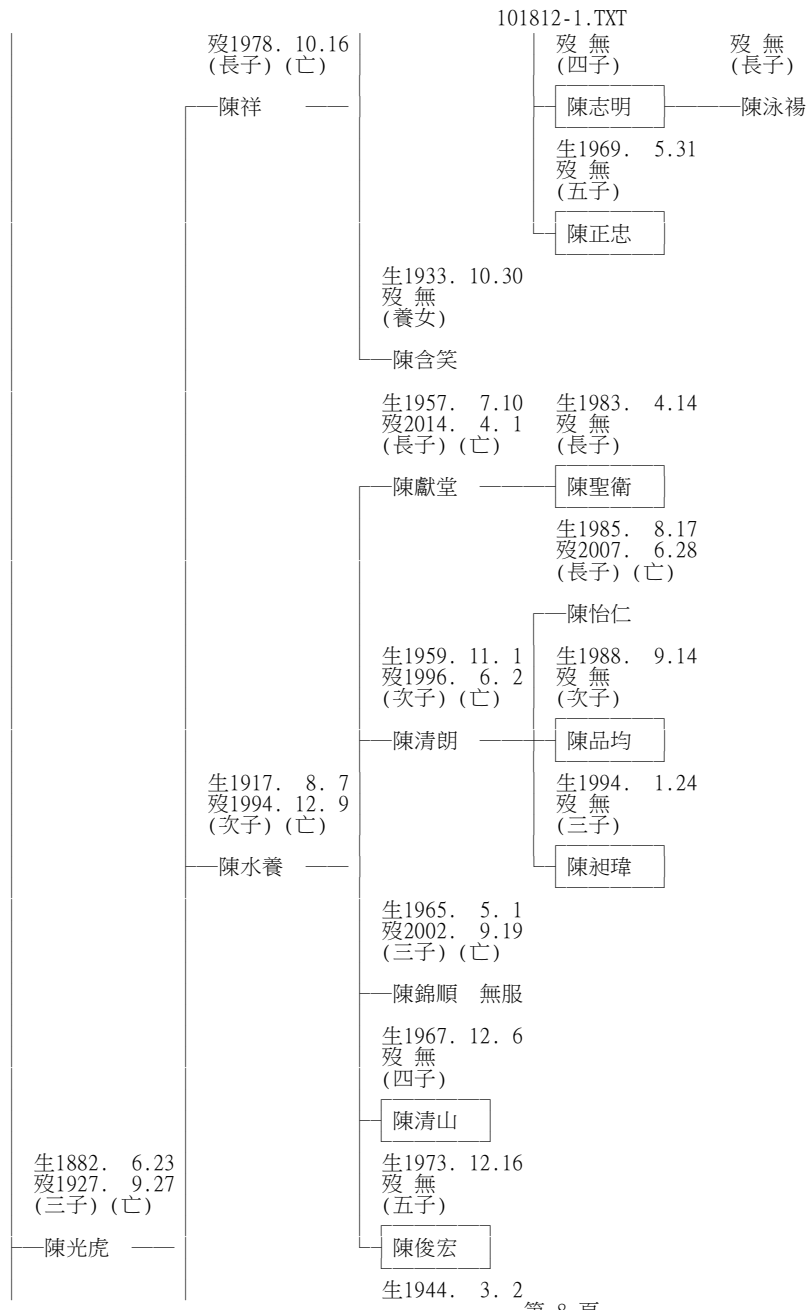 101812-1.TXT
歿1978. 10.16 歿 無 歿 無
(長子) (亡) (四子) (長子)
陳祥 陳志明 陳泳禓
生1969. 5.31
歿 無
(五子)
陳正忠
生1933. 10.30
歿 無
(養女)
陳含笑
生1957. 7.10 生1983. 4.14
歿2014. 4. 1 歿 無
(長子) (亡) (長子)
陳獻堂 陳聖衛
生1985. 8.17
歿2007. 6.28
(長子) (亡)
陳怡仁
生1959. 11. 1 生1988. 9.14
歿1996. 6. 2 歿 無
(次子) (亡) (次子)
陳清朗 陳品均
生1917. 8. 7 生1994. 1.24
歿1994. 12. 9 歿 無
(次子) (亡) (三子)
陳水養 陳昶瑋
生1965. 5. 1
歿2002. 9.19
(三子) (亡)
陳錦順 無服
生1967. 12. 6
歿 無
(四子)
陳清山
生1882. 6.23 生1973. 12.16
歿1927. 9.27 歿 無
(三子) (亡) (五子)
陳光虎 陳俊宏
生1944. 3. 2
第 8 頁